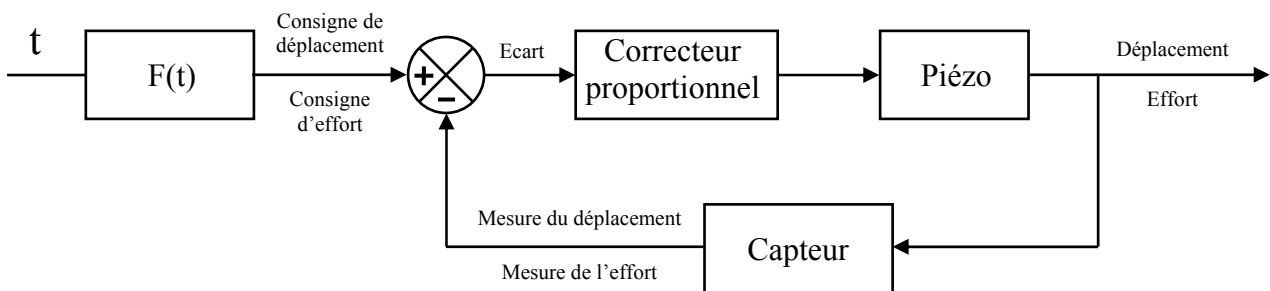 t
F(t)
Consigne de
déplacement
Consigne
d’effort
+
−
Ecart
Correcteur
proportionnel
Piézo
Déplacement
Effort
Mesure du déplacement
Mesure de l’effort
Capteur